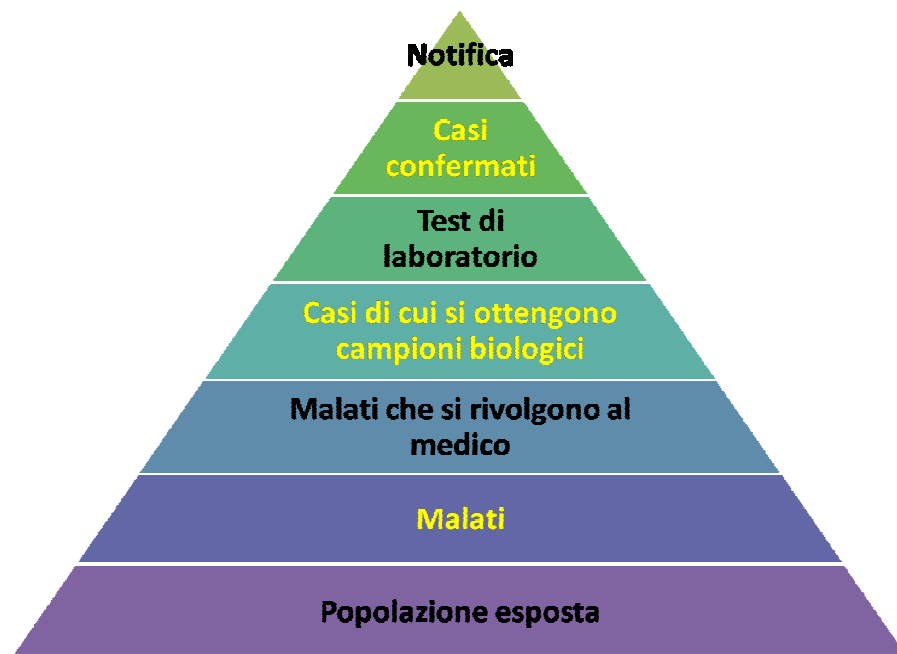 Notifica
Casi
confermati
Test di
laboratorio
Casi di cui si ottengono
campioni biologici
Malati che si rivolgono al
medico
Malati
Popolazione esposta